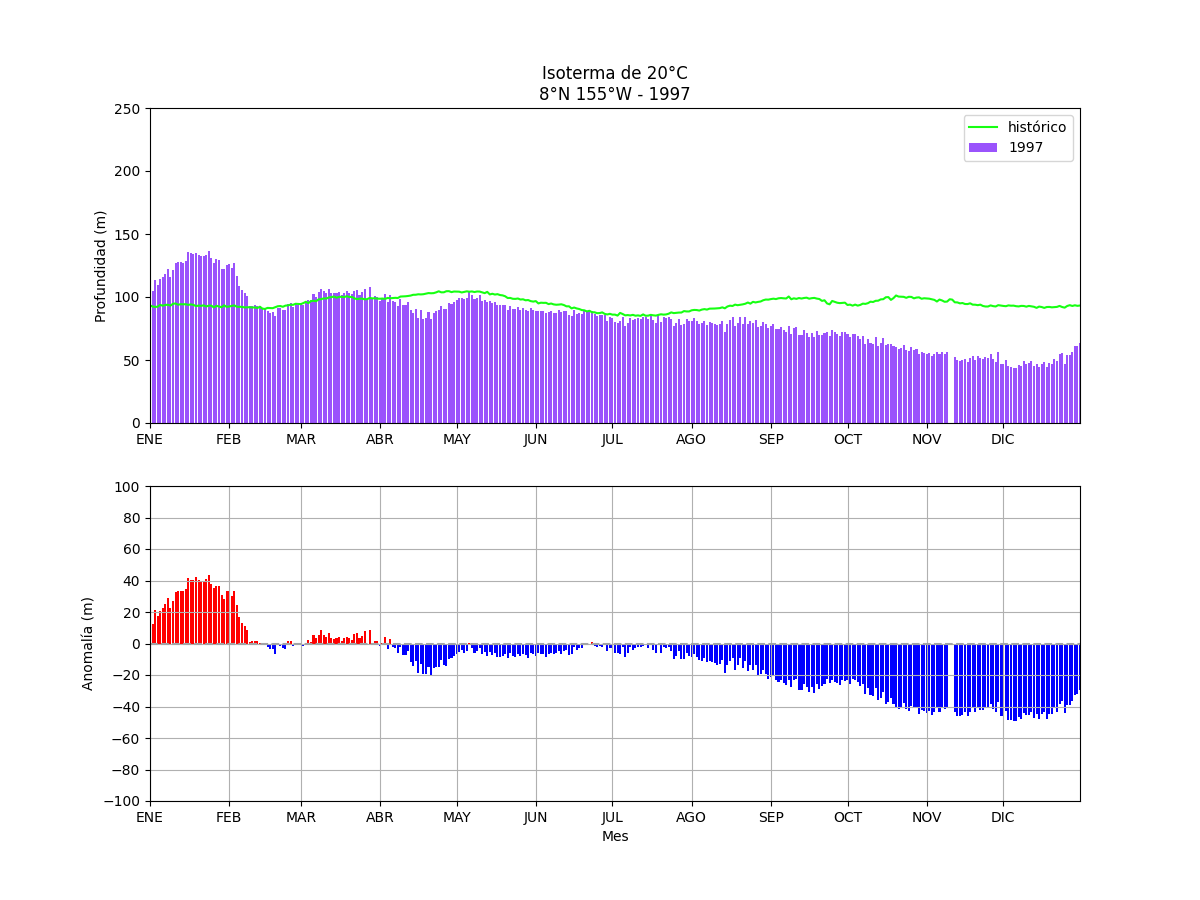 Isoterma de 20°C
8°N 155°W - 1997
250
200
150
100
50
0
Profundidad (m)
histórico
1997
ENE FEB MAR ABR MAY JUN JUL AGO SEP OCT NOV DIC
100
80
60
40
20
0
−20
−40
−60
−80
−100
Anomalía (m)
ENE FEB MAR ABR MAY JUN JUL AGO SEP OCT NOV DIC
Mes